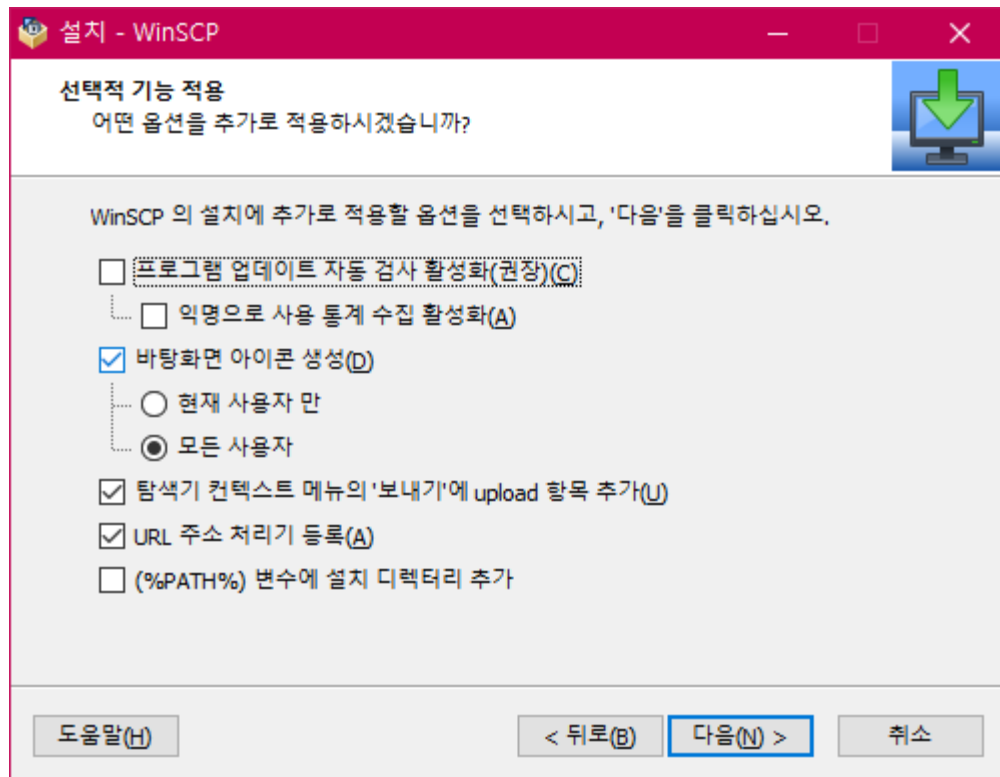 설치 - WinSCP
선택적 기능 적용
어떤 옵션을 추가로 적용하시겠습니까?
WinSCP 의 설치에 추가로 적용할 옵션을 선택하시고, '다음'을 클릭하십시오.
프로그램 업데이트 자동 검사 활성화(권장)(C)
익명으로 사용 통계 수집 활성화(A)
바탕화면 아이콘 생성(D)
현재 사용자 만
모든 사용자
탐색기 컨텍스트 메뉴의 '보내기'에 upload 항목 추가(U)
URL 주소 처리기 등록(A)
(%PATH%) 변수에 설치 디렉터리 추가
도움말(H) < 뒤로(B) 다음(N) > 취소